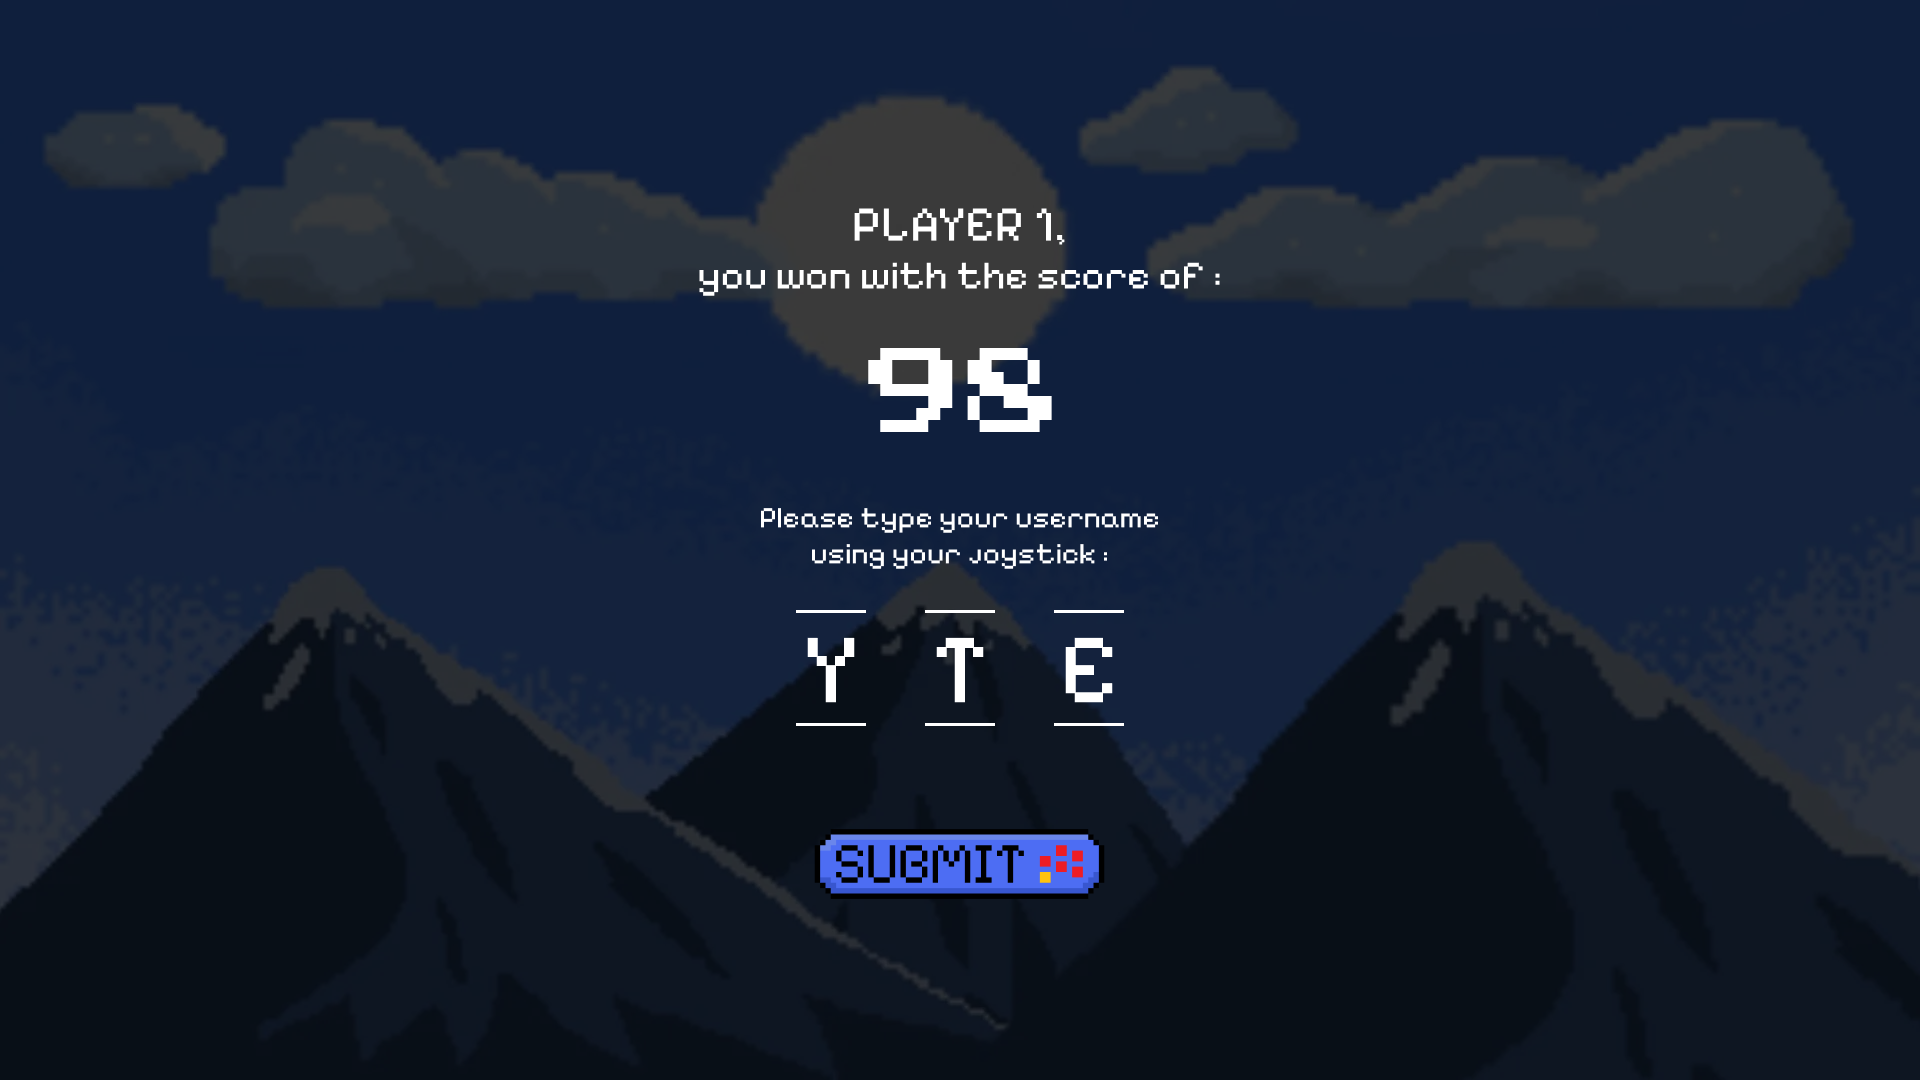 PLAYER 1,
you won with the score of :
98
Please type your username
using your Joystick :
Y T E
SUBMIT